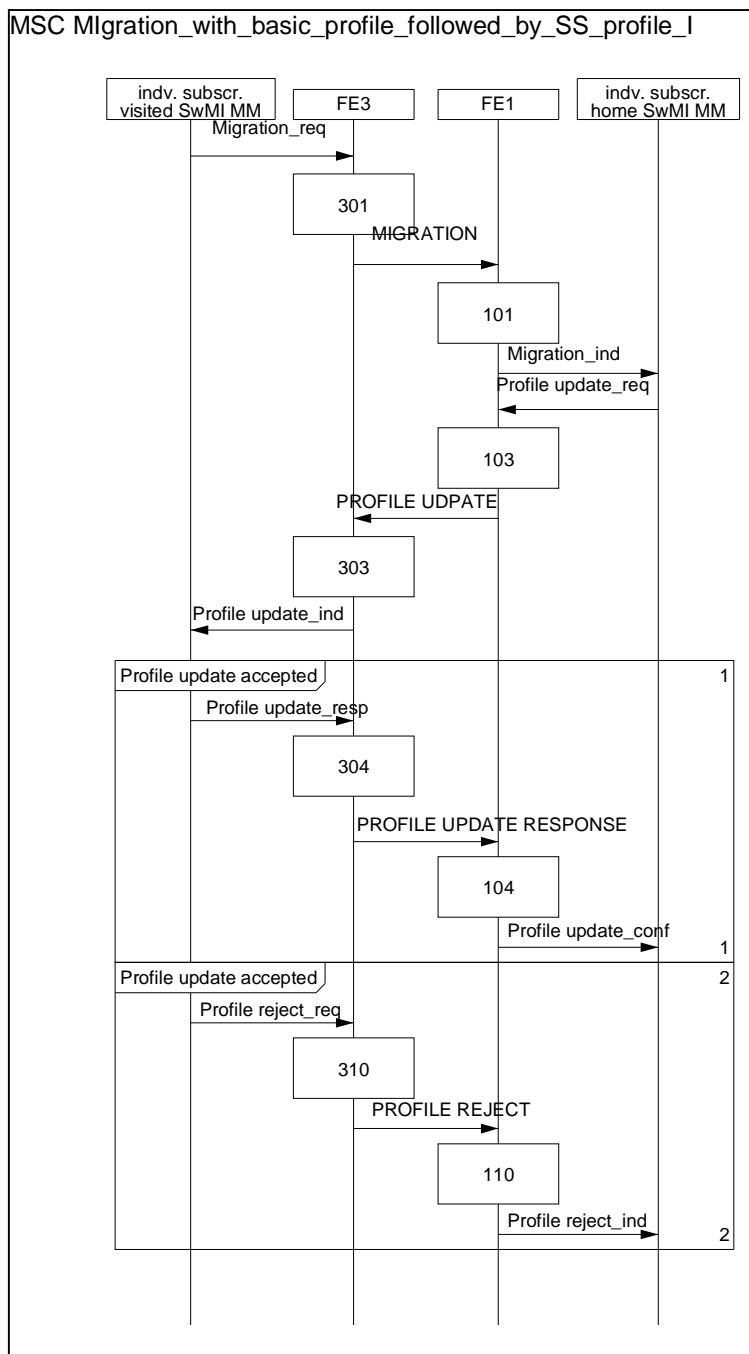 MSC MIgration_with_basic_profile_followed_by_SS_profile_I
indv. subscr.
visited SwMI MM
FE3
FE1
indv. subscr.
home SwMI MM
Migration_req
301
MIGRATION
101
Migration_ind
Profile update_req
103
PROFILE UDPATE
303
Profile update_ind
Profile update accepted
1
Profile update_resp
304
PROFILE UPDATE RESPONSE
104
Profile update_conf
1
Profile update accepted
2
Profile reject_req
310
PROFILE REJECT
110
Profile reject_ind
2